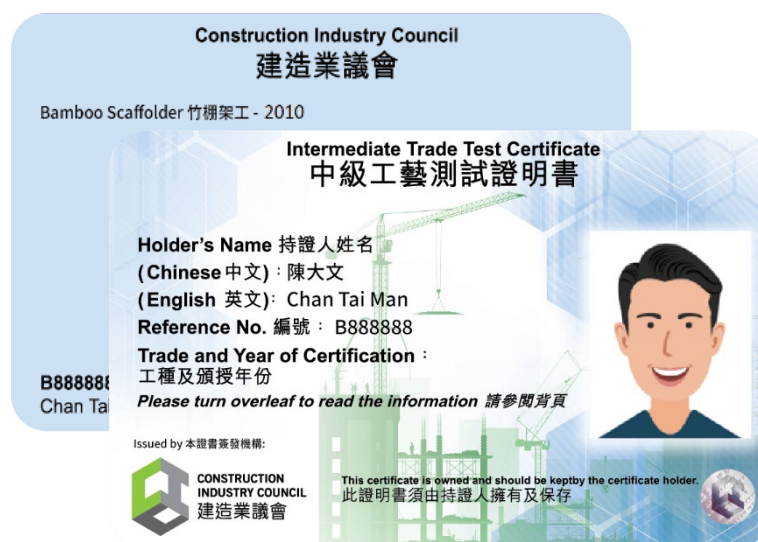 Construction Industry Council
建造業議會
Bamboo Scaffolder 竹棚架工 - 2010
B888888
Chan Tai
Intermediate Trade Test Certificate
中級工藝測試證明書
Holder's Name 持證人姓名
(Chinese 中文) : 陳大文
(English 英文): Chan Tai Man
Reference No. 編號 : B888888
Trade and Year of Certification :
工種及頒授年份
Please turn overleaf to read the information 請參閱背頁
Issued by 本證書簽發機構:
CONSTRUCTION
INDUSTRY COUNCIL
建造業議會
This certificate is owned and should be keptby the certificate holder.
此證明書須由持證人擁有及保存